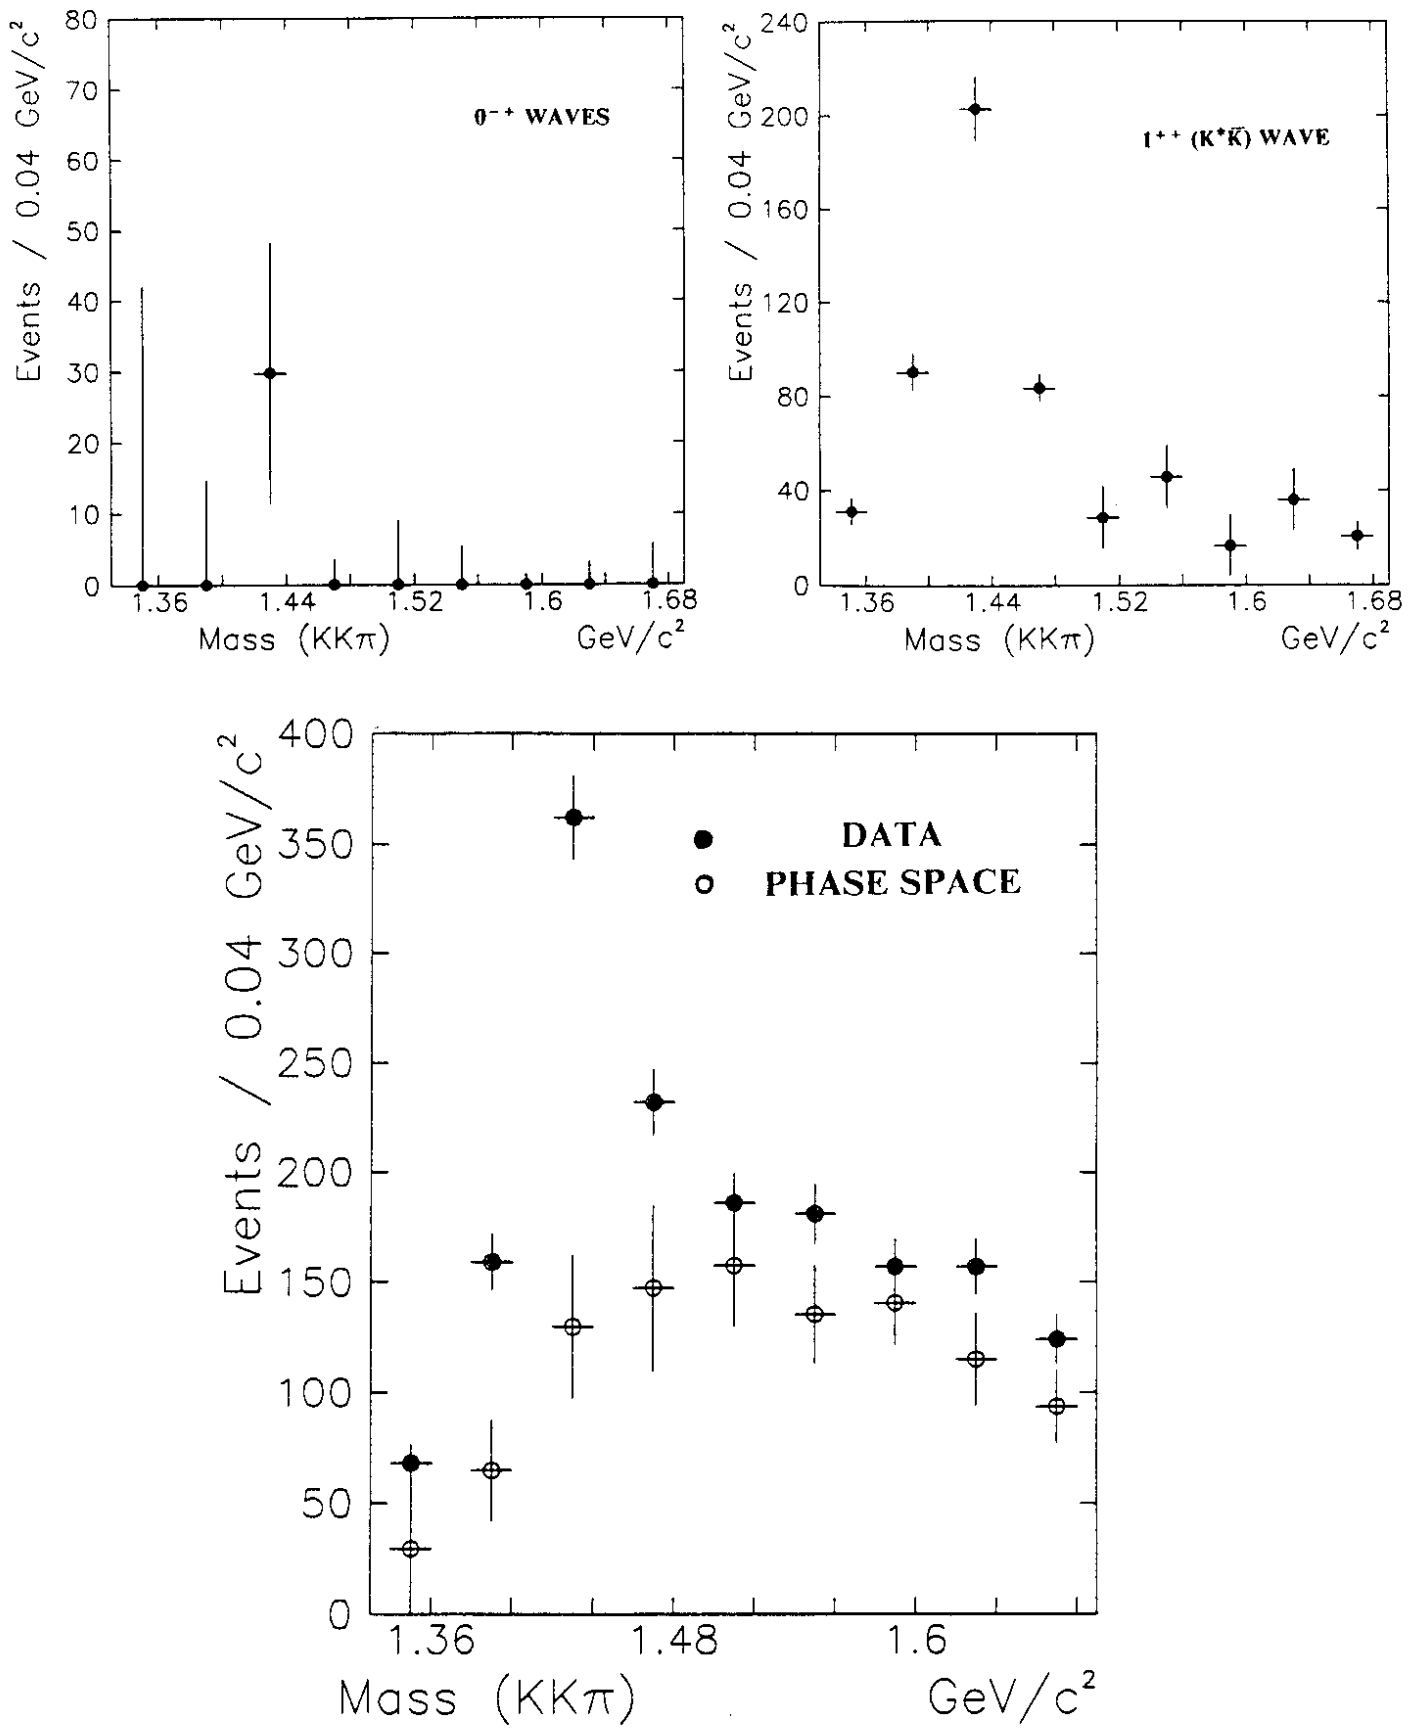 Events / 0.04 GeV/c²
80
70
60
50
40
30
20
10
0
0⁻⁺ WAVES
1.36 1.44 1.52 1.6 1.68
Mass (KKπ) GeV/c²
Events / 0.04 GeV/c²
240
200
160
120
80
40
0
1⁺⁺ (K*K̄) WAVE
1.36 1.44 1.52 1.6 1.68
Mass (KKπ) GeV/c²
Events / 0.04 GeV/c²
400
350
300
250
200
150
100
50
0
DATA
PHASE SPACE
1.36 1.48 1.6
Mass (KKπ) GeV/c²